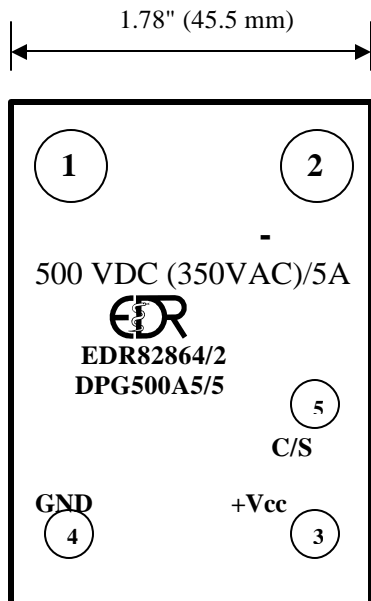 1.78" (45.5 mm)
1 2
-
500 VDC (350VAC)/5A
EDR
EDR82864/2
DPG500A5/5
5
C/S
GND +Vcc
4 3